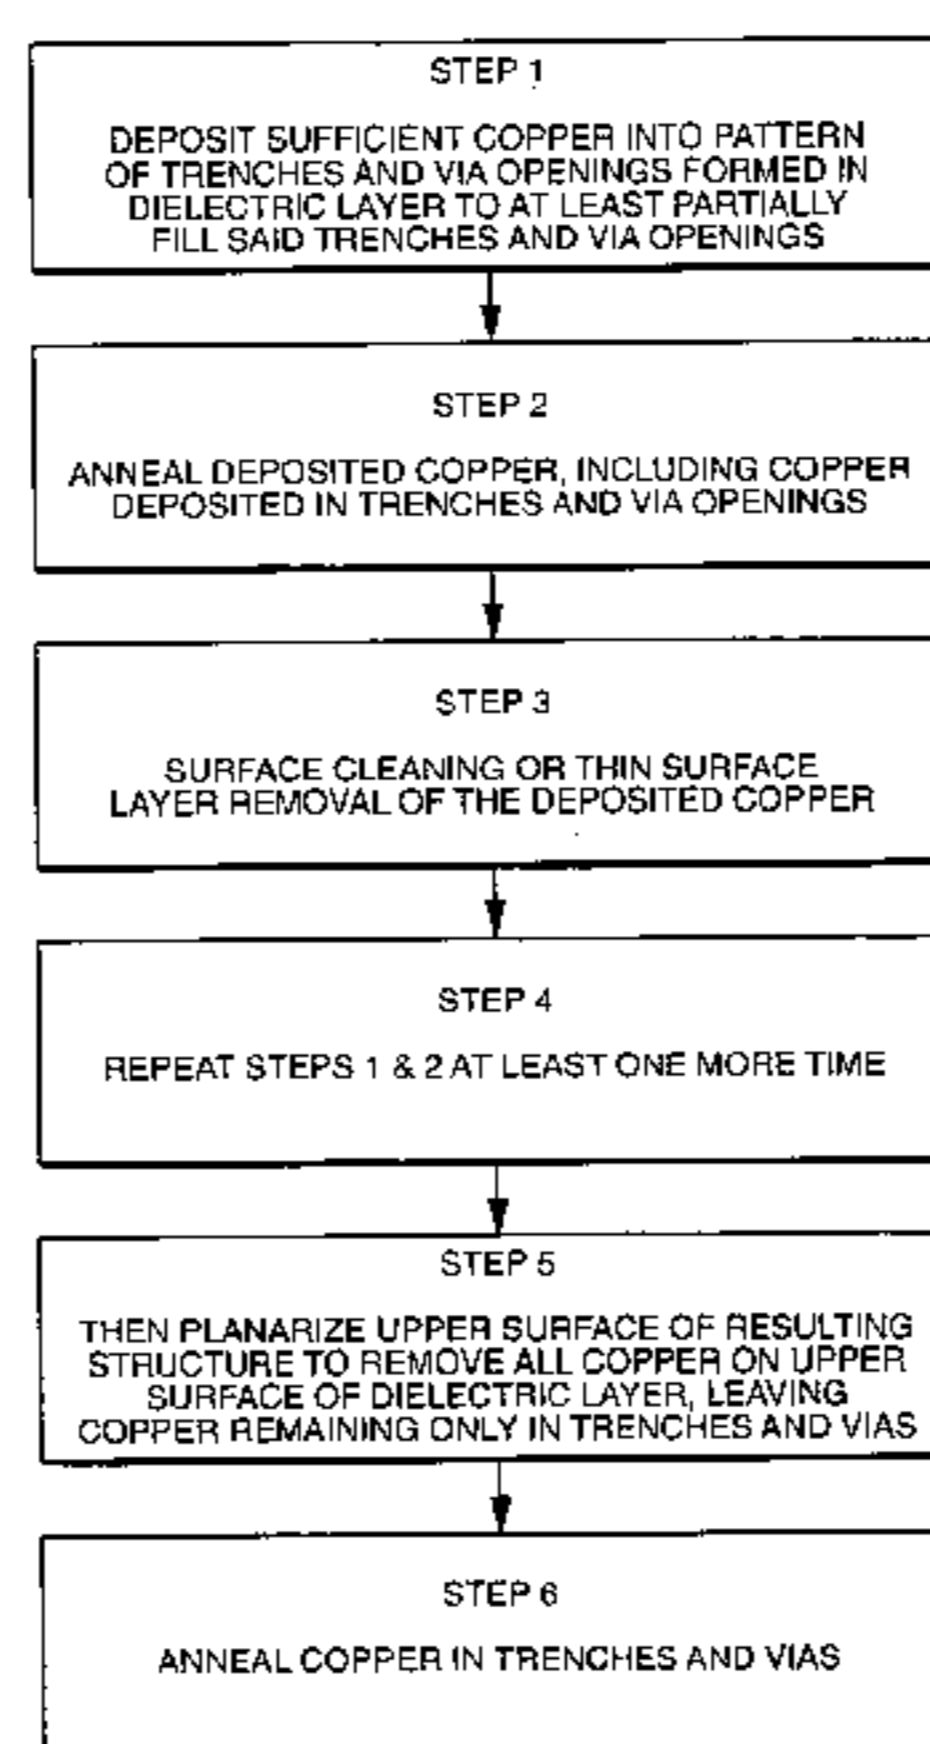 STEP 1
DEPOSIT SUFFICIENT COPPER INTO PATTERN
OF TRENCHES AND VIA OPENINGS FORMED IN
DIELECTRIC LAYER TO AT LEAST PARTIALLY
FILL SAID TRENCHES AND VIA OPENINGS
STEP 2
ANNEAL DEPOSITED COPPER, INCLUDING COPPER
DEPOSITED IN TRENCHES AND VIA OPENINGS
STEP 3
SURFACE CLEANING OR THIN SURFACE
LAYER REMOVAL OF THE DEPOSITED COPPER
STEP 4
REPEAT STEPS 1 & 2 AT LEAST ONE MORE TIME
STEP 5
THEN PLANARIZE UPPER SURFACE OF RESULTING
STRUCTURE TO REMOVE ALL COPPER ON UPPER
SURFACE OF DIELECTRIC LAYER, LEAVING
COPPER REMAINING ONLY IN TRENCHES AND VIAS
STEP 6
ANNEAL COPPER IN TRENCHES AND VIAS